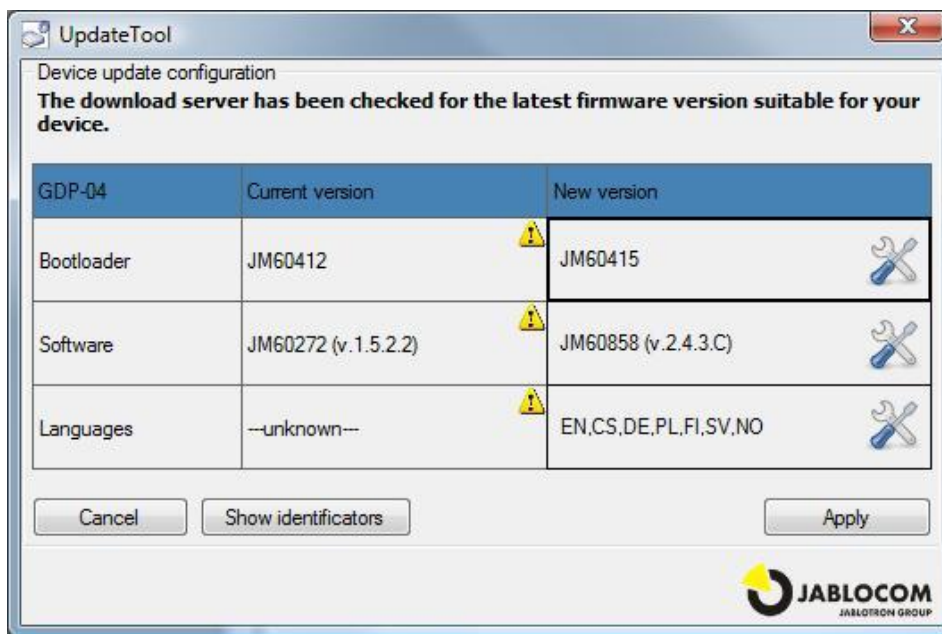 UpdateTool
Device update configuration
The download server has been checked for the latest firmware version suitable for your
device.
GDP-04 Current version New version
Bootloader JM60412 JM60415
Software JM60272 (v.1.5.2.2) JM60858 (v.2.4.3.C)
Languages ---unknown--- EN,CS,DE,PL,FI,SV,NO
Cancel Show identificators Apply
JABLOCOM
JABLOTRON GROUP